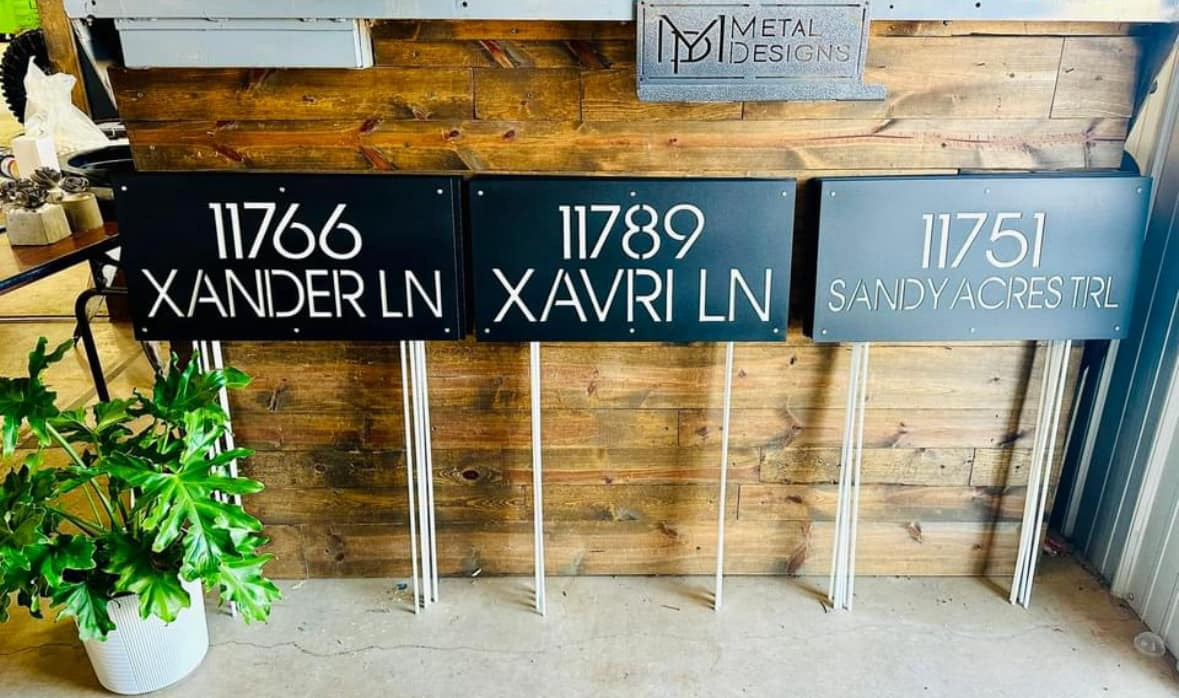 MD METAL
DESIGNS
11766
XANDER LN
11789
XAVRI LN
11751
SANDY ACRES TRL